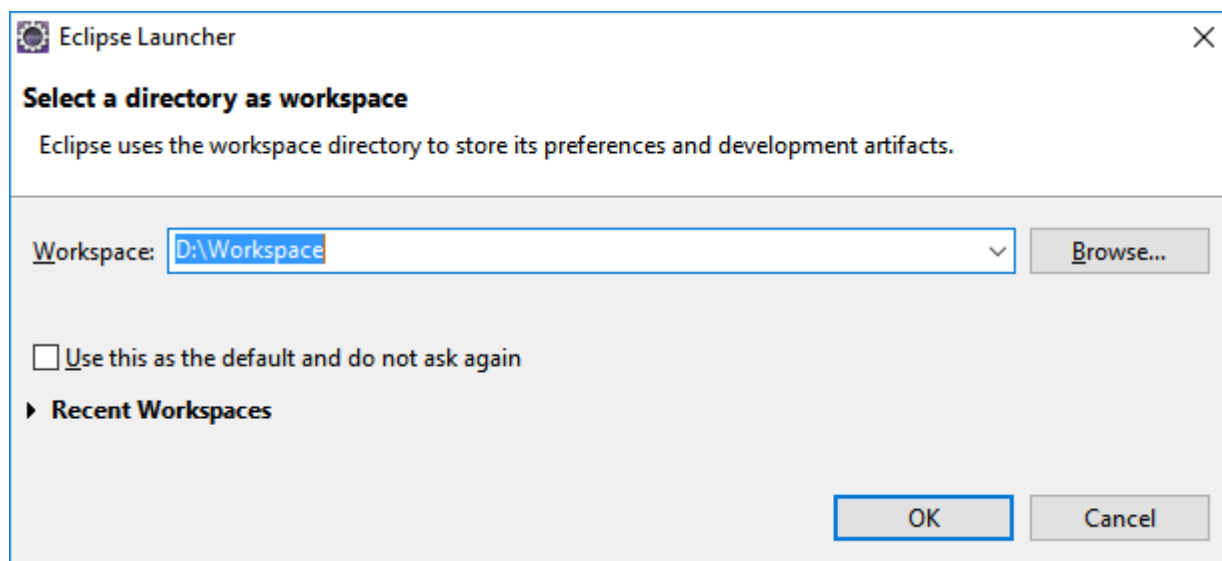 Eclipse Launcher
Select a directory as workspace
Eclipse uses the workspace directory to store its preferences and development artifacts.
Workspace: D:\Workspace Browse...
Use this as the default and do not ask again
Recent Workspaces
OK Cancel